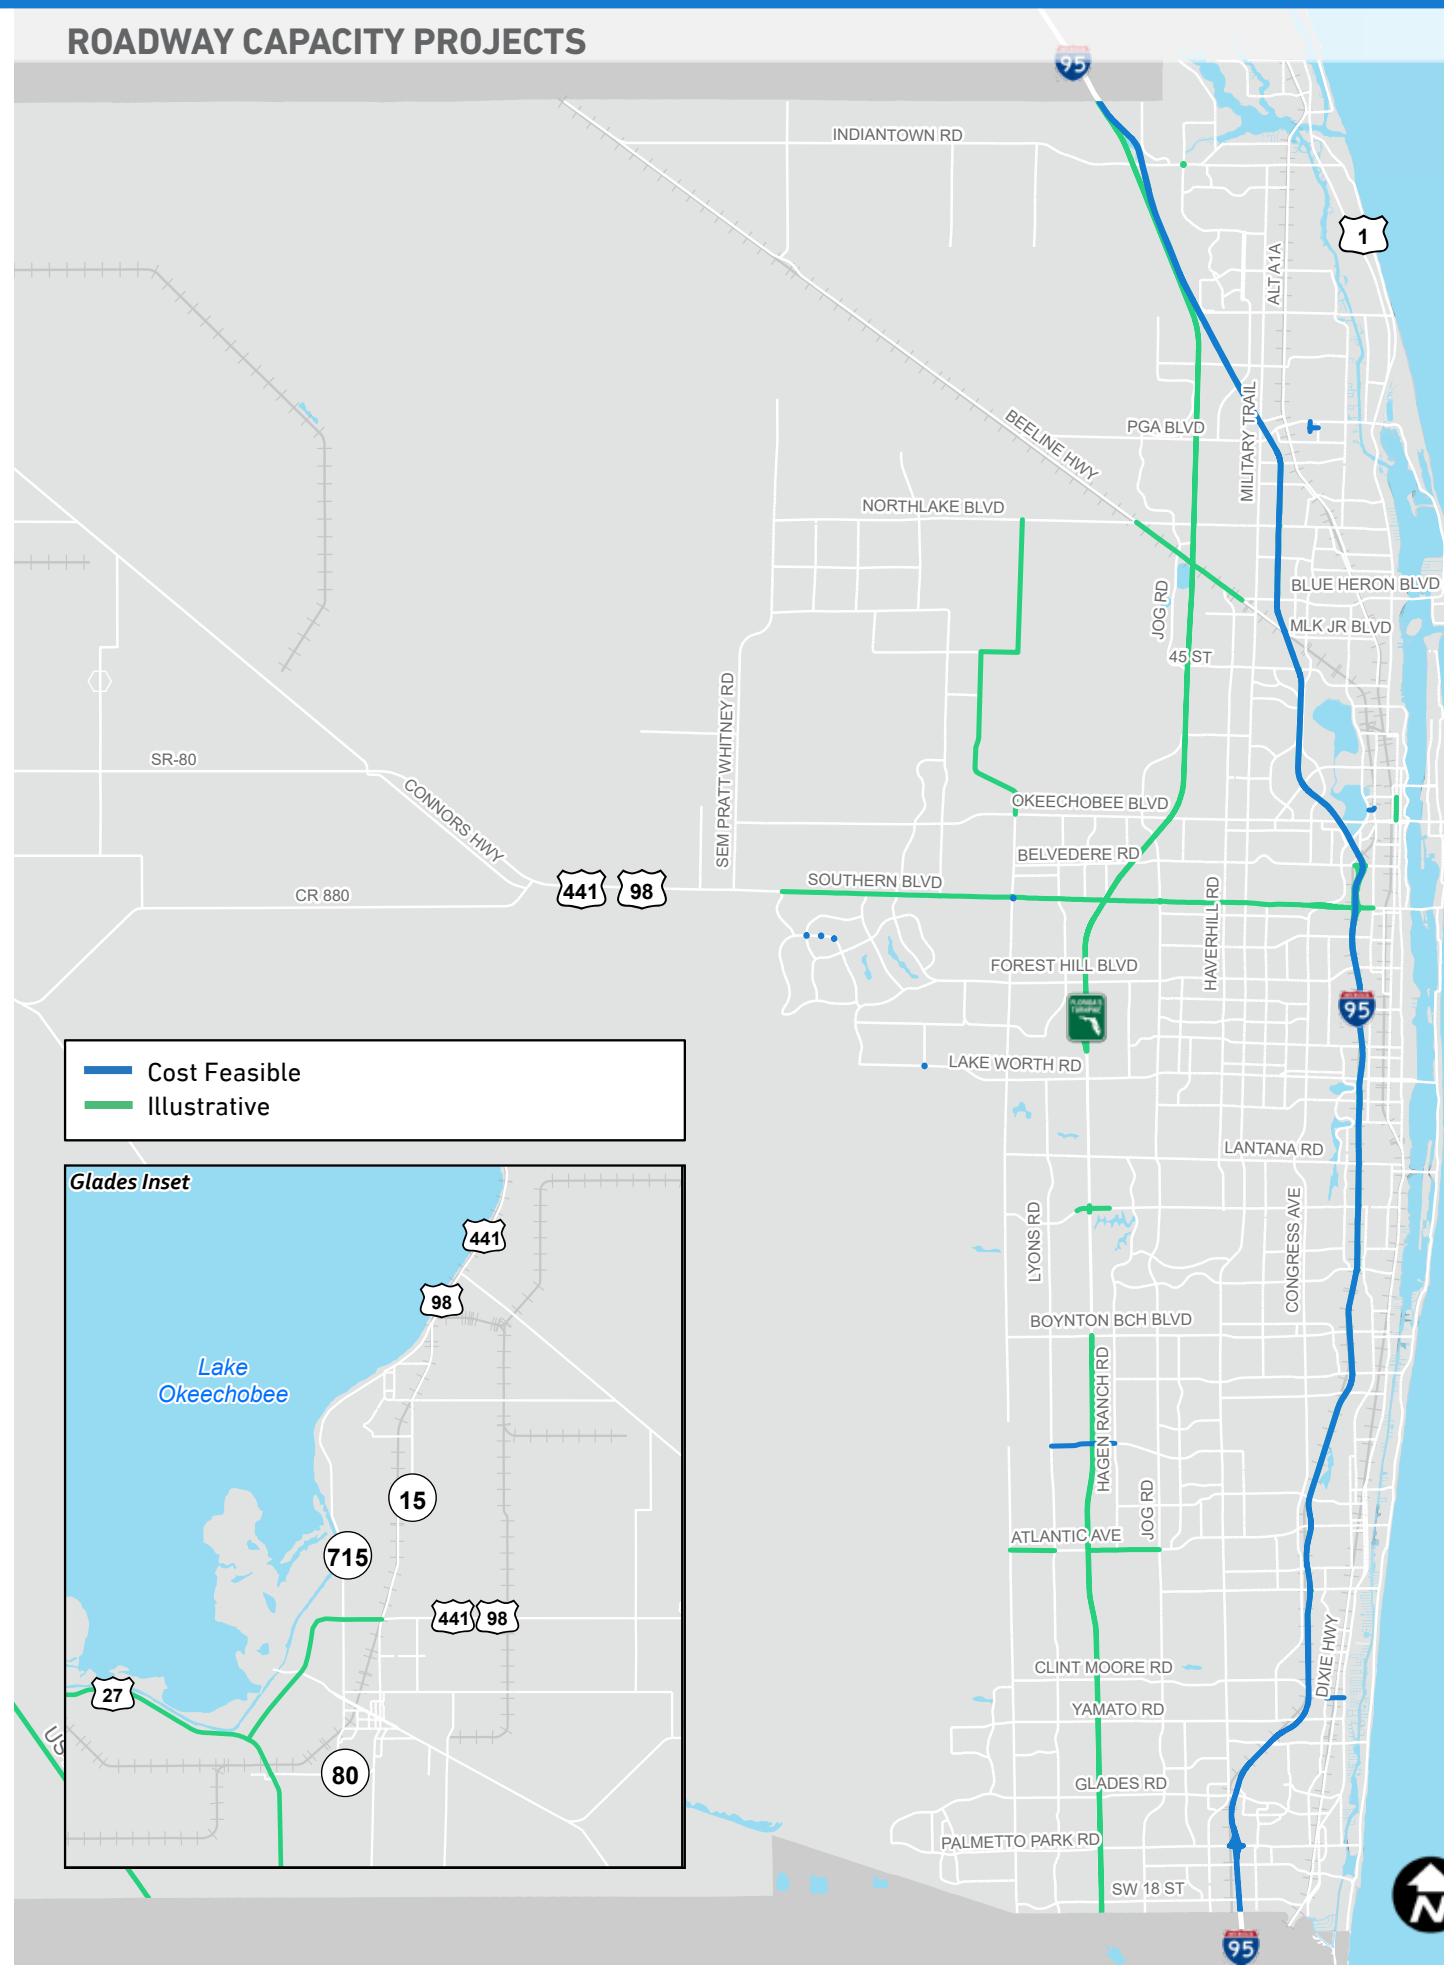 ROADWAY CAPACITY PROJECTS
95
INDIANTOWN RD
1
ALT A1A
MILITARY TRAIL
PGA BLVD
BEELINE HWY
NORTHLAKE BLVD
JOG RD
BLUE HERON BLVD
MLK JR BLVD
45 ST
SEM PRATT WHITNEY RD
SR-80
CONNORS HWY
OKEECHOBEE BLVD
BELVEDERE RD
SOUTHERN BLVD
441
98
CR 880
HAVERHILL RD
FOREST HILL BLVD
FLORIDA'S
TURNPIKE
95
LAKE WORTH RD
Cost Feasible
Illustrative
LANTANA RD
LYONS RD
CONGRESS AVE
BOYNTON BCH BLVD
HAGEN RANCH RD
ATLANTIC AVE
JOG RD
CLINT MOORE RD
YAMATO RD
DIXIE HWY
GLADES RD
PALMETTO PARK RD
SW 18 ST
95
N
Glades Inset
441
98
Lake
Okeechobee
15
715
441
98
27
US
80